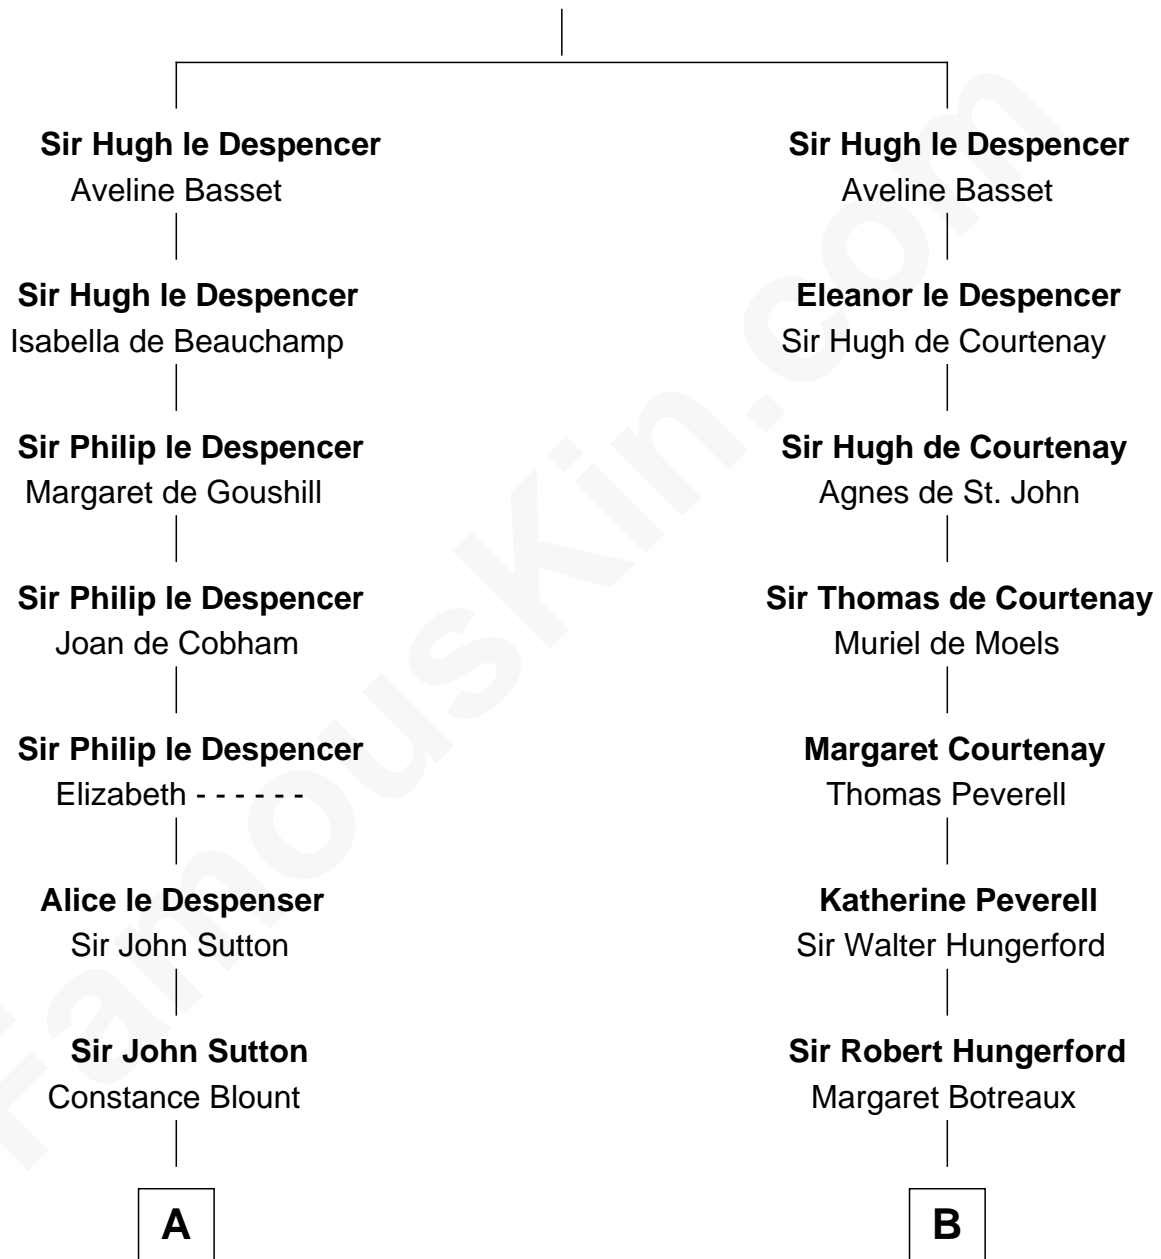 Sir Hugh le Despencer
Aveline Basset
Sir Hugh le Despencer
Isabella de Beauchamp
Sir Philip le Despencer
Margaret de Goushill
Sir Philip le Despencer
Joan de Cobham
Sir Philip le Despencer
Elizabeth - - - - - -
Alice le Despenser
Sir John Sutton
Sir John Sutton
Constance Blount
A
Sir Hugh le Despencer
Aveline Basset
Eleanor le Despencer
Sir Hugh de Courtenay
Sir Hugh de Courtenay
Agnes de St. John
Sir Thomas de Courtenay
Muriel de Moels
Margaret Courtenay
Thomas Peverell
Katherine Peverell
Sir Walter Hungerford
Sir Robert Hungerford
Margaret Botreaux
B
FamousKin.com